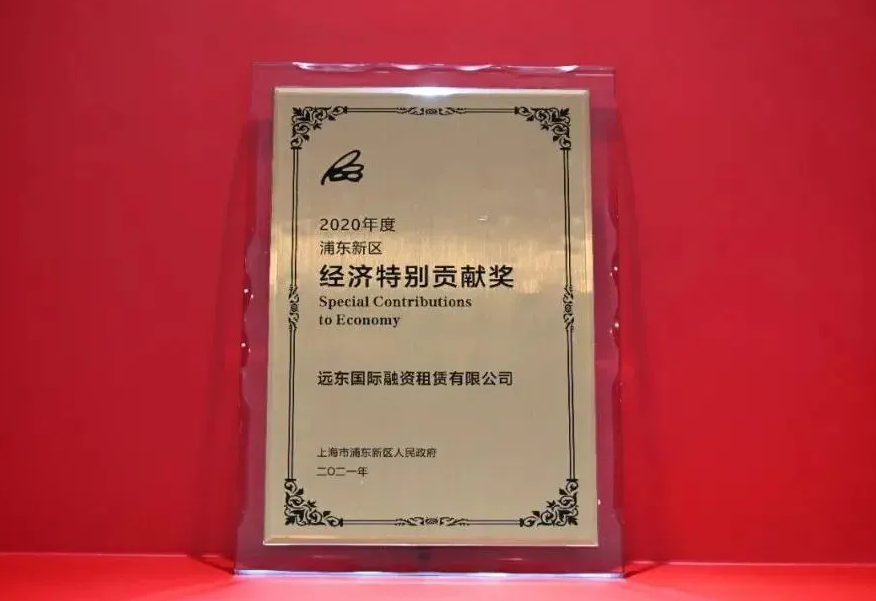 2020年度
浦东新区
经济特别贡献奖
Special Contributions
to Economy
远东国际融资租赁有限公司
上海市浦东新区人民政府
二〇二一年